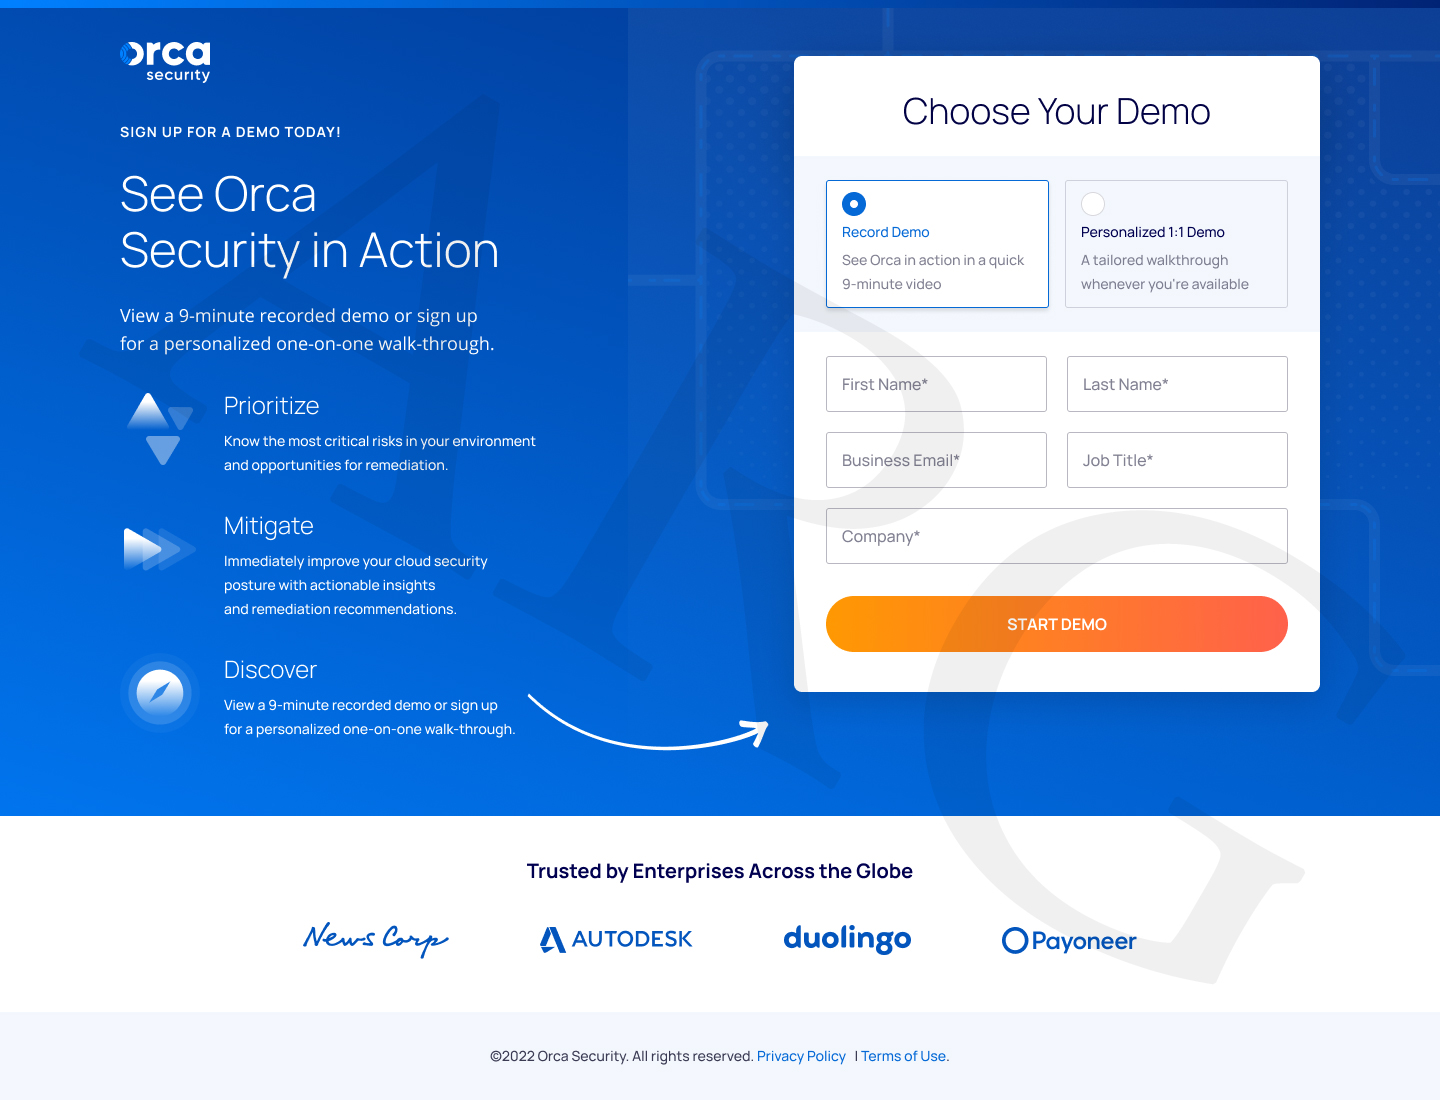 orca
security
SIGN UP FOR A DEMO TODAY!
See Orca
Security in Action
View a 9-minute recorded demo or sign up
for a personalized one-on-one walk-through.
Prioritize
Know the most critical risks in your environment
and opportunities for remediation.
Mitigate
Immediately improve your cloud security
posture with actionable insights
and remediation recommendations.
Discover
View a 9-minute recorded demo or sign up
for a personalized one-on-one walk-through.
Choose Your Demo
Record Demo
See Orca in action in a quick
9-minute video
Personalized 1:1 Demo
A tailored walkthrough
whenever you're available
First Name*
Last Name*
Business Email*
Job Title*
Company*
START DEMO
Trusted by Enterprises Across the Globe
News Corp
AUTODESK
duolingo
Payoneer
©2022 Orca Security. All rights reserved. Privacy Policy | Terms of Use.